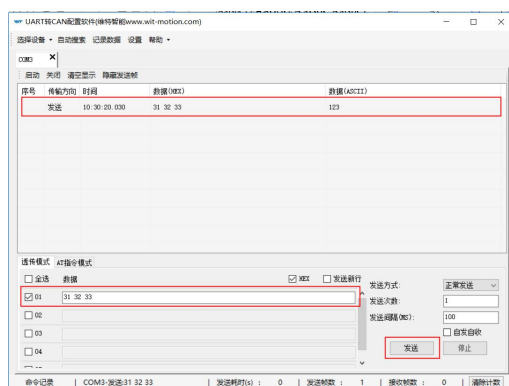 UART转CAN配置软件(维特智能www.wit-motion.com)
选择设备 自动搜索 记录数据 设置 帮助
COM3 X
启动 关闭 清空显示 隐藏发送帧
序号 传输方向 时间 数据(HEX) 数据(ASCII)
发送 10:30:20.030 31 32 33 123
透传模式 AT指令模式
全选 数据 HEX 发送新行
01 31 32 33
02
03
04
发送方式: 正常发送
发送次数: 1
发送间隔(MS): 100
自发自收
发送 停止
命令记录 | COM3-发送:31 32 33 | 发送耗时(s) : 0 | 发送帧数 : 1 | 接收帧数 : 0 | 清除计数